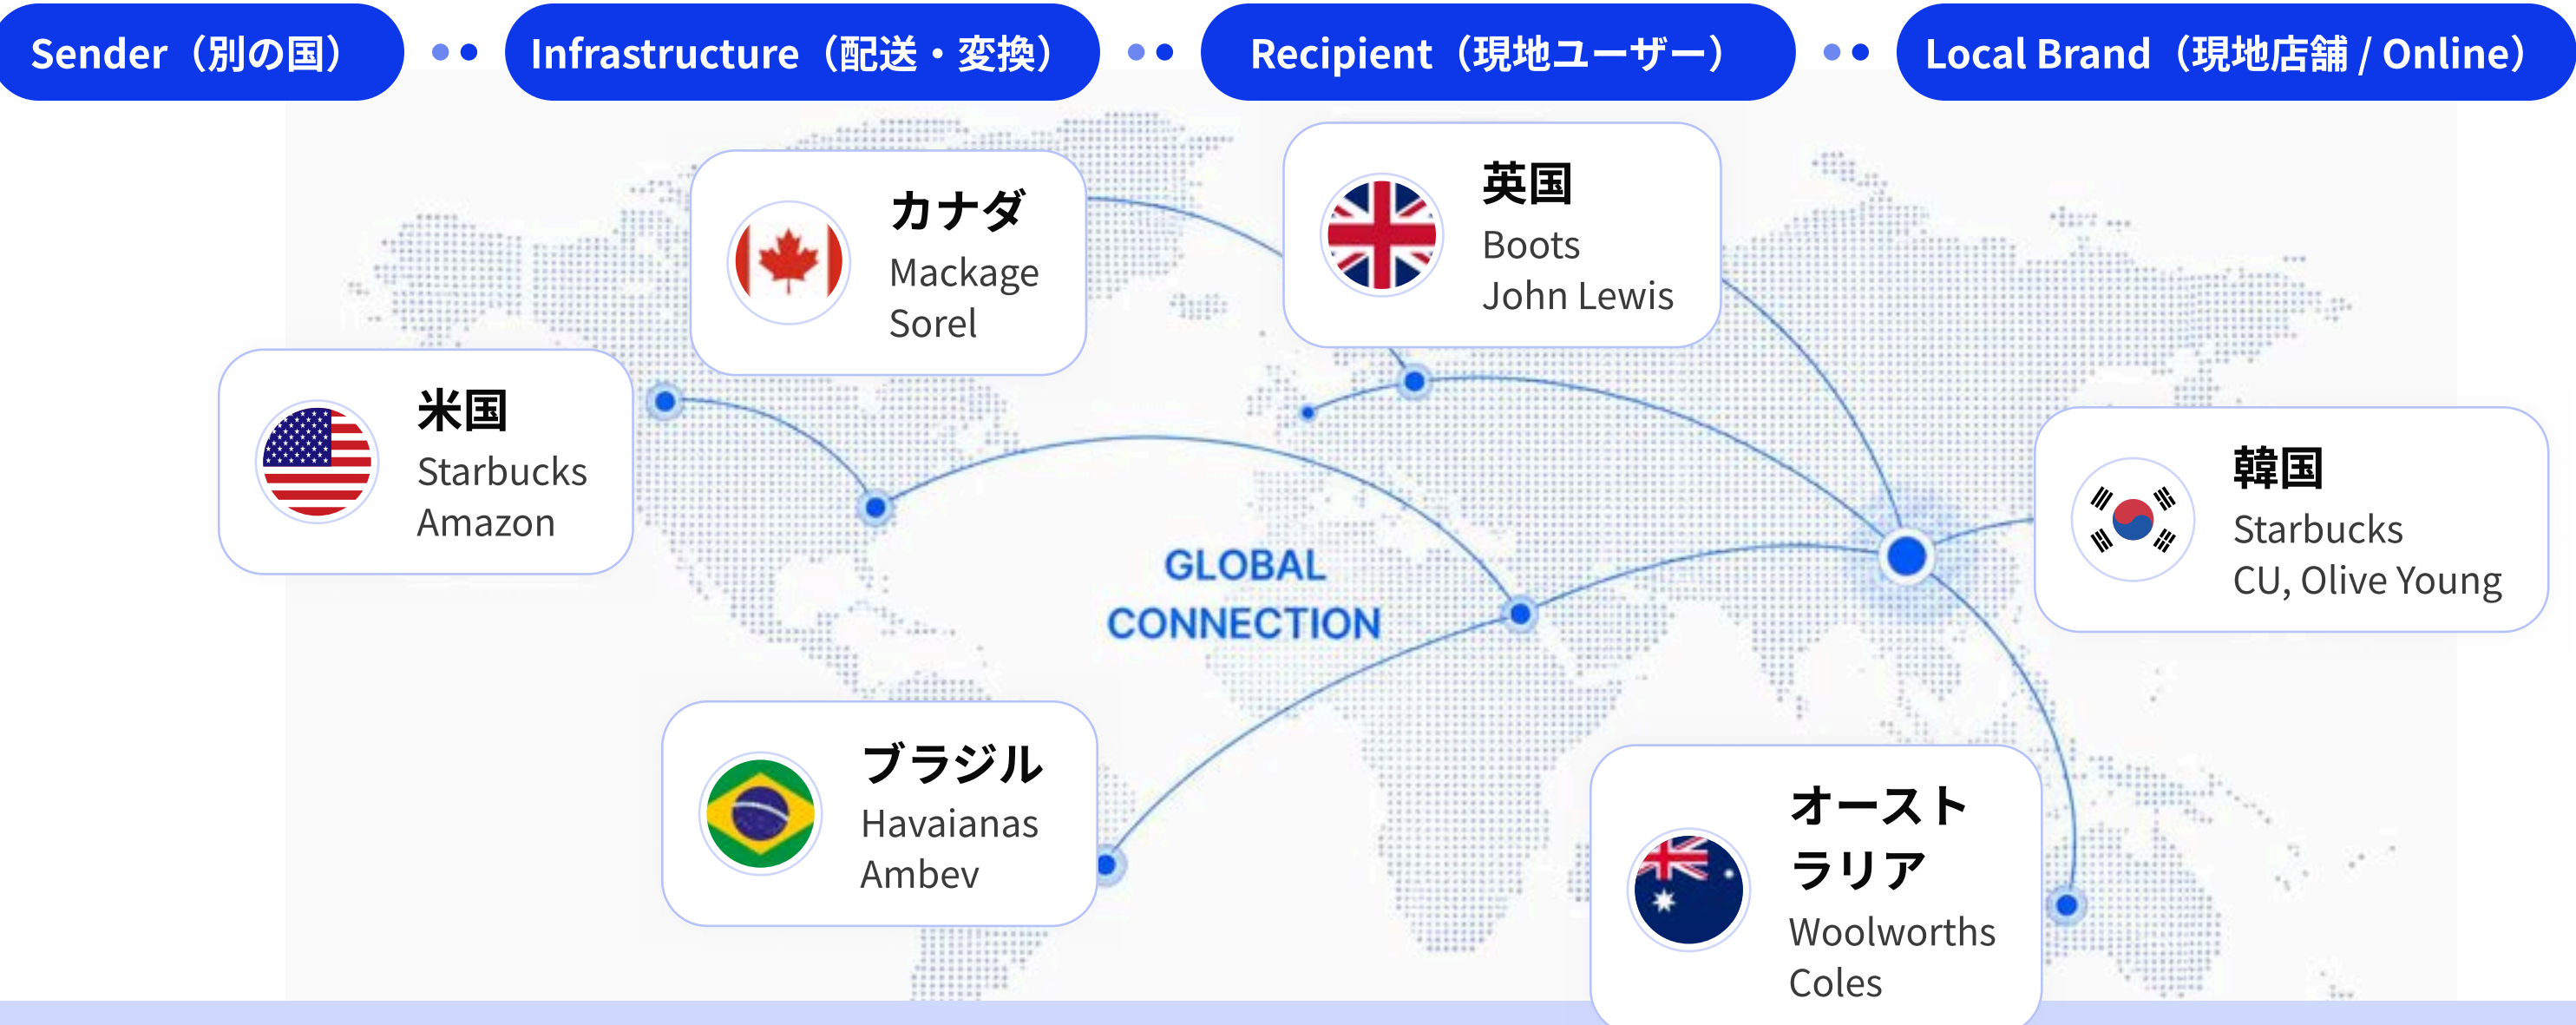 Sender（別の国）
Infrastructure（配送・変換）
Recipient（現地ユーザー）
Local Brand（現地店舗 / Online）
カナダ
Mackage
Sorel
英国
Boots
John Lewis
米国
Starbucks
Amazon
韓国
Starbucks
CU, Olive Young
GLOBAL
CONNECTION
ブラジル
Havaianas
Ambev
オースト
ラリア
Woolworths
Coles